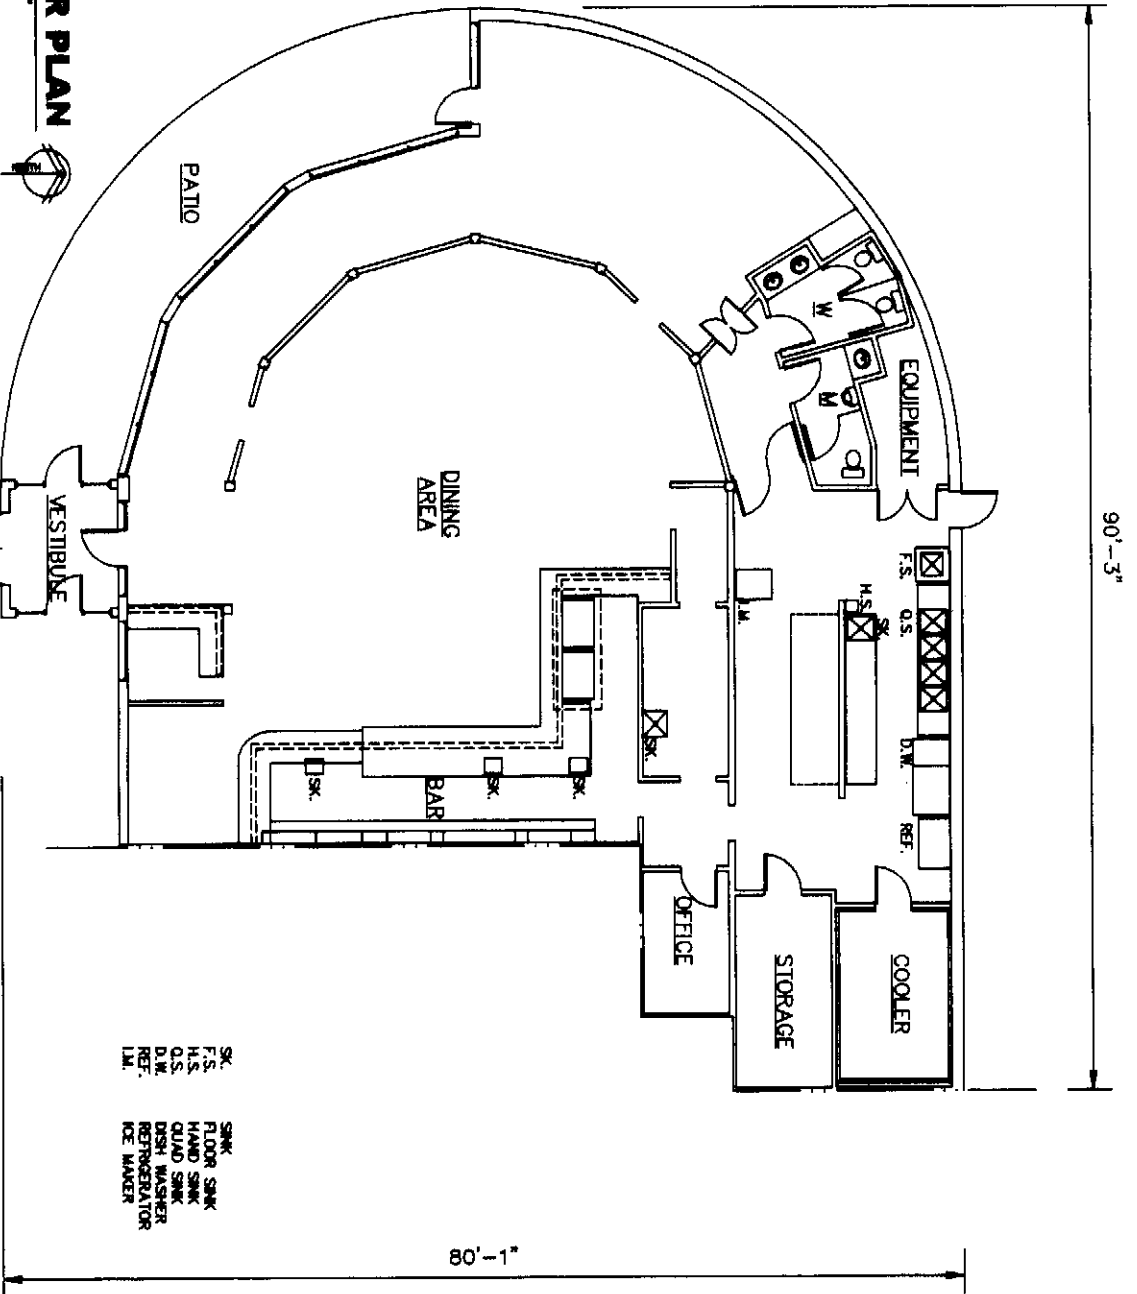 R PLAN
PATIO
W
M
EQUIPMENT
DINING
AREA
VESTIBULE
F.S.
Q.S.
H.S.
SK.
I.M.
D.W.
REF.
SK.
SK.
SK.
SK.
BAR
OFFICE
STORAGE
COOLER
90'-3"
80'-1"
SK. SINK
F.S. FLOOR SINK
H.S. HAND SINK
Q.S. QUAD SINK
D.W. DISH WASHER
REF. REFRIGERATOR
I.M. ICE MAKER